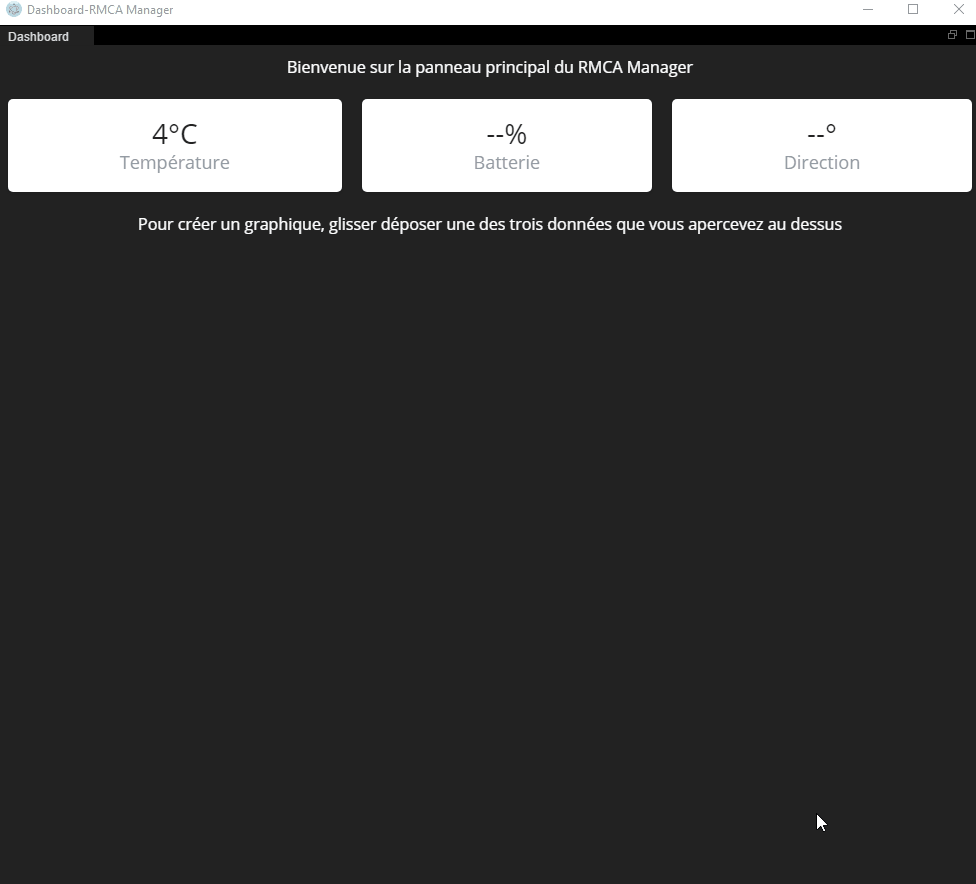 Dashboard-RMCA Manager
Dashboard
Bienvenue sur la panneau principal du RMCA Manager
4°C
Température
--%
Batterie
--°
Direction
Pour créer un graphique, glisser déposer une des trois données que vous apercevez au dessus